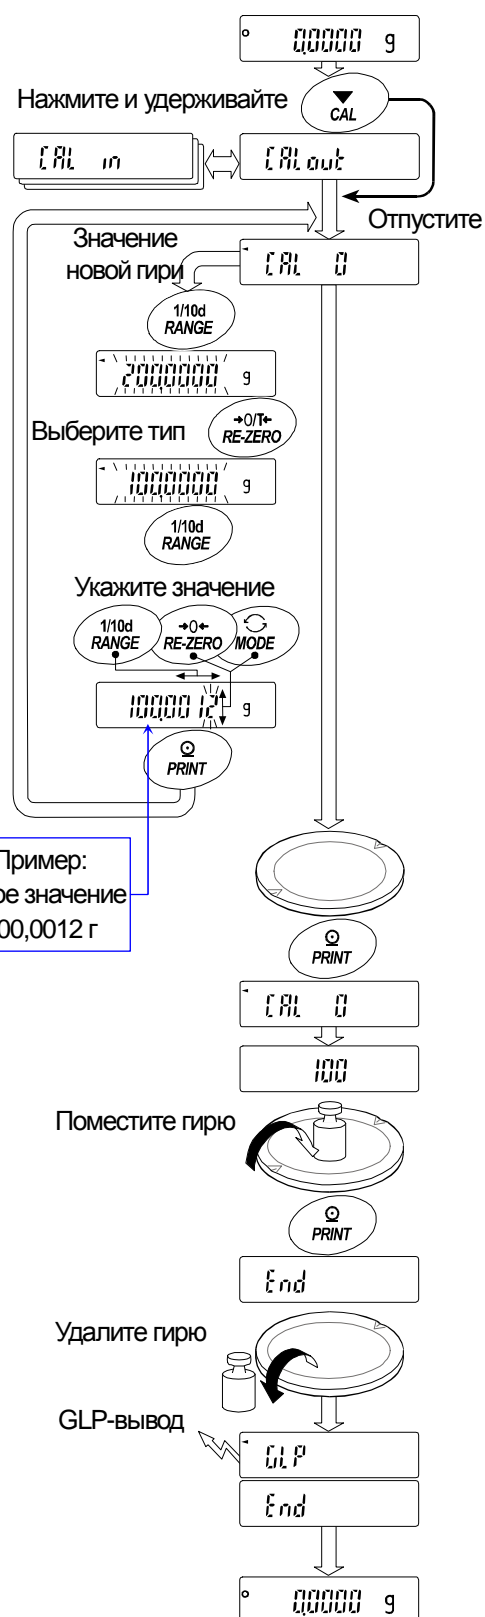 0,0000 g
Нажмите и удерживайте
CAL
CAL in
CALout
Отпустите
Значение
новой гири
CAL 0
1/10d
RANGE
200,0000 g
Выберите тип
→0/T←
RE-ZERO
100,0000 g
1/10d
RANGE
Укажите значение
1/10d
RANGE
→0←
RE-ZERO
MODE
100,0012 g
PRINT
Пример:
ое значение
00,0012 г
PRINT
CAL 0
100
Поместите гирю
PRINT
End
Удалите гирю
GLP-вывод
GLP
End
0,0000 g